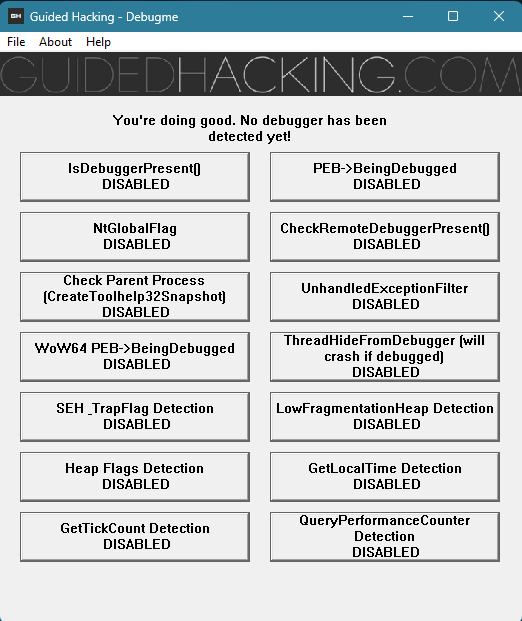 GH Guided Hacking - Debugme
File About Help
GUIDEDHACKING.COM
You're doing good. No debugger has been
detected yet!
IsDebuggerPresent()
DISABLED
PEB->BeingDebugged
DISABLED
NtGlobalFlag
DISABLED
CheckRemoteDebuggerPresent()
DISABLED
Check Parent Process
(CreateToolhelp32Snapshot)
DISABLED
UnhandledExceptionFilter
DISABLED
WoW64 PEB->BeingDebugged
DISABLED
ThreadHideFromDebugger (will
crash if debugged)
DISABLED
SEH _TrapFlag Detection
DISABLED
LowFragmentationHeap Detection
DISABLED
Heap Flags Detection
DISABLED
GetLocalTime Detection
DISABLED
GetTickCount Detection
DISABLED
QueryPerformanceCounter
Detection
DISABLED